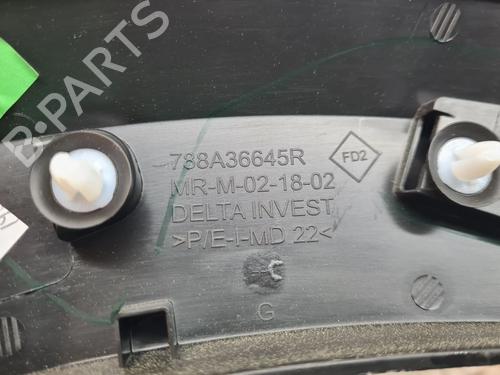 B-PARTS
788A36645R
FD2
MR-M-02-18-02
DELTA INVEST
>P/E-I-MD 22<
G